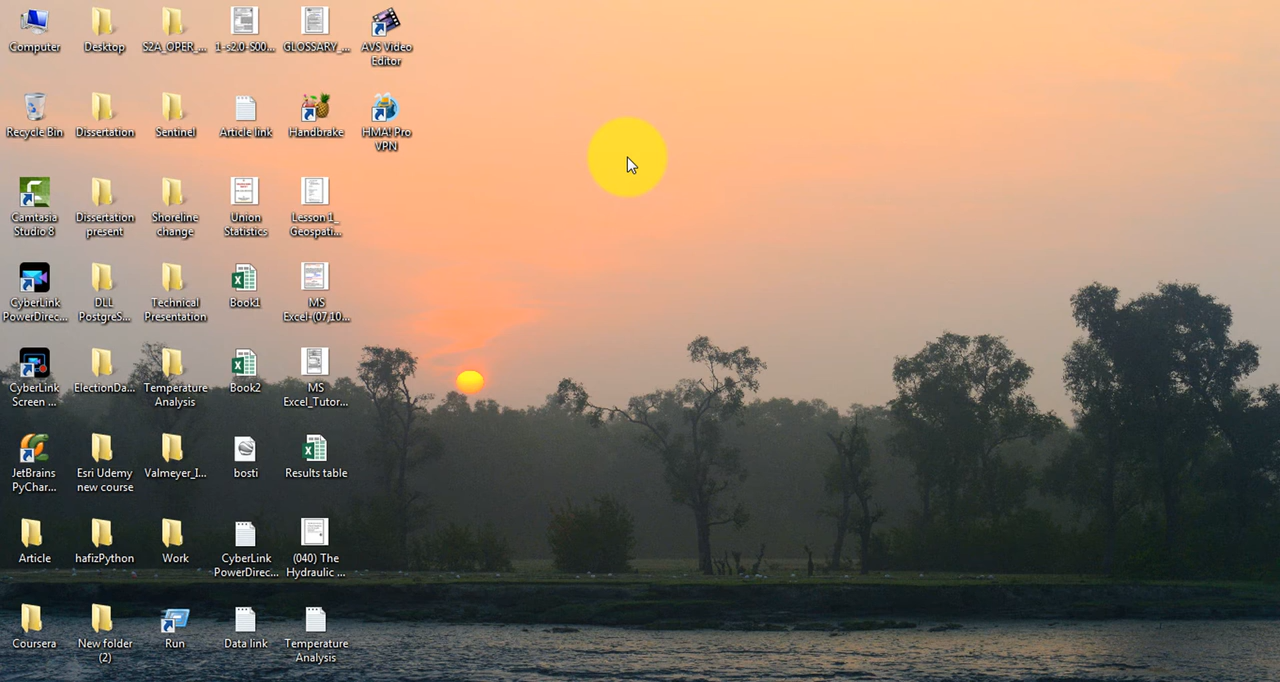 Computer
Desktop
S2A_OPER_...
1-s2.0-S00...
GLOSSARY_...
AVS Video
Editor
Recycle Bin
Dissertation
Sentinel
Article link
Handbrake
HMA! Pro
VPN
Camtasia
Studio 8
Dissertation
present
Shoreline
change
Union
Statistics
Lesson 1_
Geospati...
CyberLink
PowerDirec...
DLL
PostgreS...
Technical
Presentation
Book1
MS
Excel-(07,10...
CyberLink
Screen ...
ElectionDa...
Temperature
Analysis
Book2
MS
Excel_Tutor...
JetBrains
PyChar...
Esri Udemy
new course
Valmeyer_I...
bosti
Results table
Article
hafizPython
Work
CyberLink
PowerDirec...
(040) The
Hydraulic ...
Coursera
New folder
(2)
Run
Data link
Temperature
Analysis